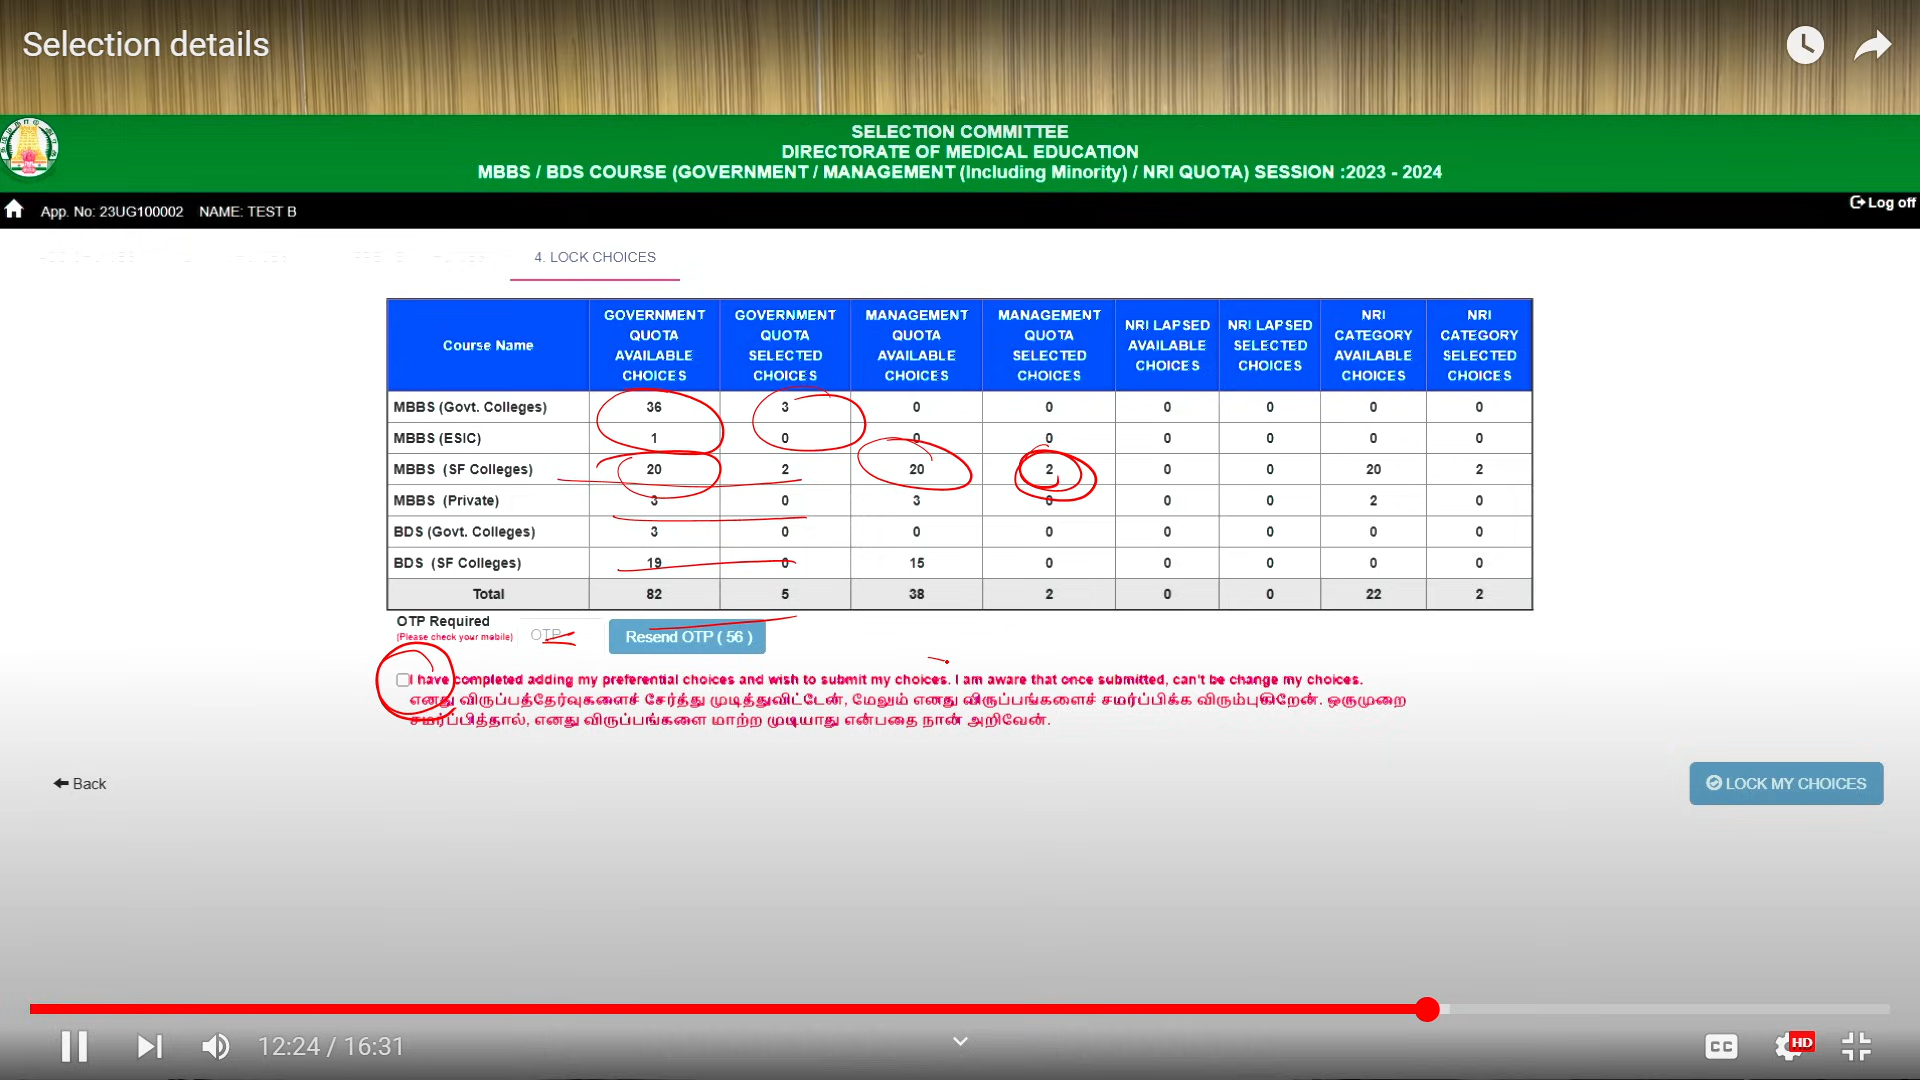 Selection details
SELECTION COMMITTEE
DIRECTORATE OF MEDICAL EDUCATION
MBBS / BDS COURSE (GOVERNMENT / MANAGEMENT (Including Minority) / NRI QUOTA) SESSION :2023 - 2024
App. No: 23UG100002 NAME: TEST B
Log off
4. LOCK CHOICES
Course Name GOVERNMENT QUOTA AVAILABLE CHOICES GOVERNMENT QUOTA SELECTED CHOICES MANAGEMENT QUOTA AVAILABLE CHOICES MANAGEMENT QUOTA SELECTED CHOICES NRI LAPSED AVAILABLE CHOICES NRI LAPSED SELECTED CHOICES NRI CATEGORY AVAILABLE CHOICES NRI CATEGORY SELECTED CHOICES
MBBS (Govt. Colleges) 36 3 0 0 0 0 0 0
MBBS (ESIC) 1 0 0 0 0 0 0 0
MBBS (SF Colleges) 20 2 20 2 0 0 20 2
MBBS (Private) 3 0 3 0 0 0 2 0
BDS (Govt. Colleges) 3 0 0 0 0 0 0 0
BDS (SF Colleges) 19 0 15 0 0 0 0 0
Total 82 5 38 2 0 0 22 2
OTP Required
(Please check your mobile)
OTP
Resend OTP ( 56 )
I have completed adding my preferential choices and wish to submit my choices. I am aware that once submitted, can't be change my choices.
எனது விருப்பத்தேர்வுகளைச் சேர்த்து முடித்துவிட்டேன், மேலும் எனது விருப்பங்களைச் சமர்ப்பிக்க விரும்புகிறேன். ஒருமுறை
சமர்ப்பித்தால், எனது விருப்பங்களை மாற்ற முடியாது என்பதை நான் அறிவேன்.
Back
LOCK MY CHOICES
12:24 / 16:31
CC
HD